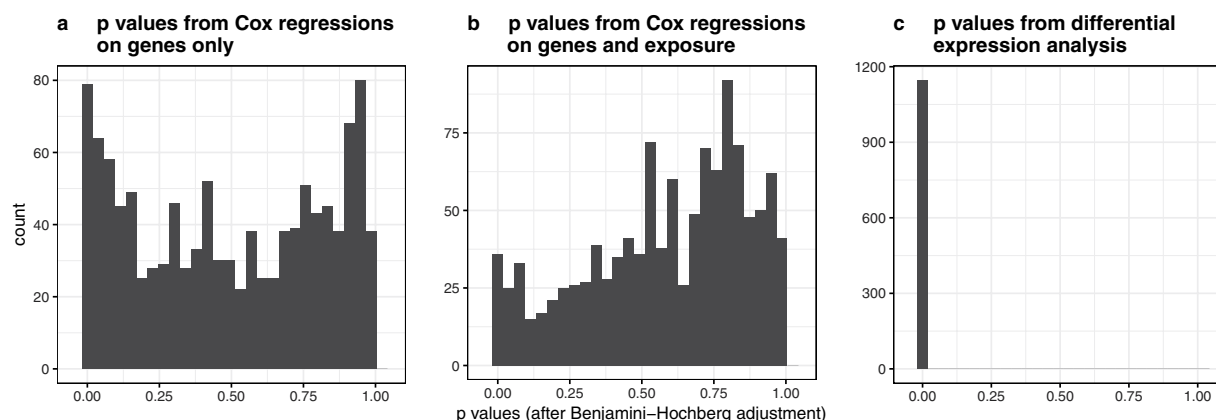 a p values from Cox regressions
on genes only
b p values from Cox regressions
on genes and exposure
c p values from differential
expression analysis
80
60
40
20
0
count
0.00 0.25 0.50 0.75 1.00
75
50
25
0
0.00 0.25 0.50 0.75 1.00
p values (after Benjamini−Hochberg adjustment)
1200
900
600
300
0
0.00 0.25 0.50 0.75 1.00